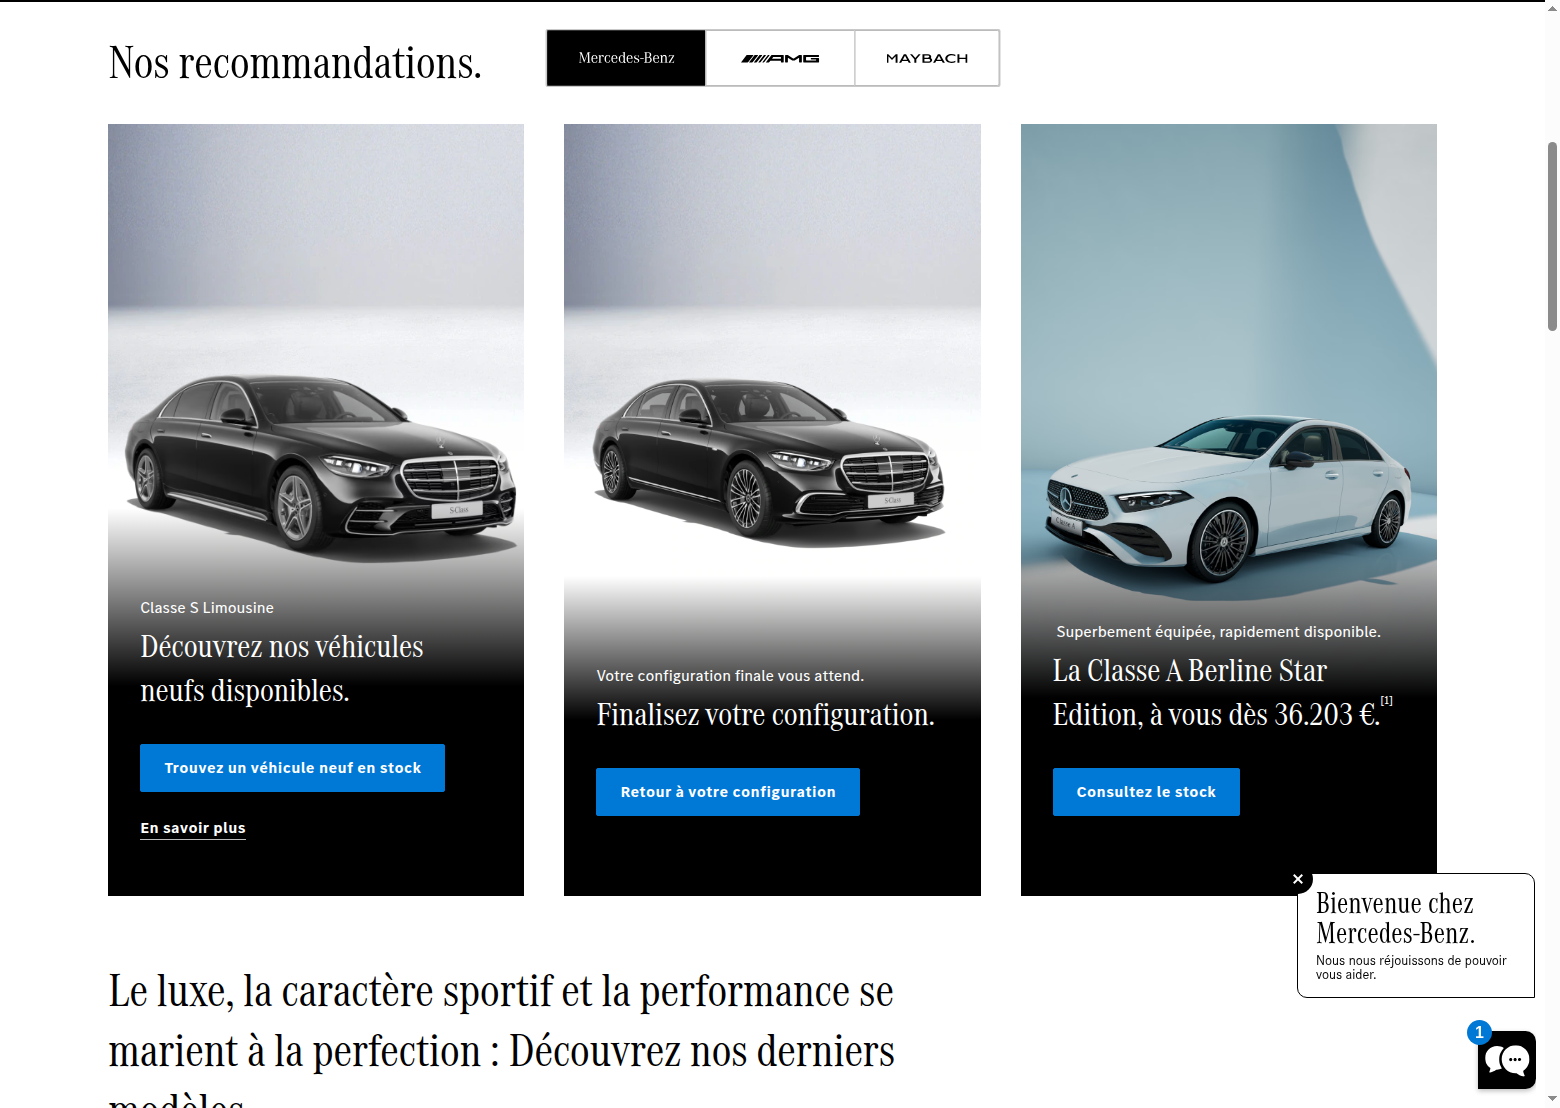 Nos recommandations.
Mercedes-Benz
AMG
MAYBACH
S-Class
Classe S Limousine
Découvrez nos véhicules
neufs disponibles.
Trouvez un véhicule neuf en stock
En savoir plus
S-Class
Votre configuration finale vous attend.
Finalisez votre configuration.
Retour à votre configuration
Classe A
Superbement équipée, rapidement disponible.
La Classe A Berline Star
Edition, à vous dès 36.203 €.[1]
Consultez le stock
Bienvenue chez
Mercedes-Benz.
Nous nous réjouissons de pouvoir
vous aider.
1
Le luxe, la caractère sportif et la performance se
marient à la perfection : Découvrez nos derniers
modèles